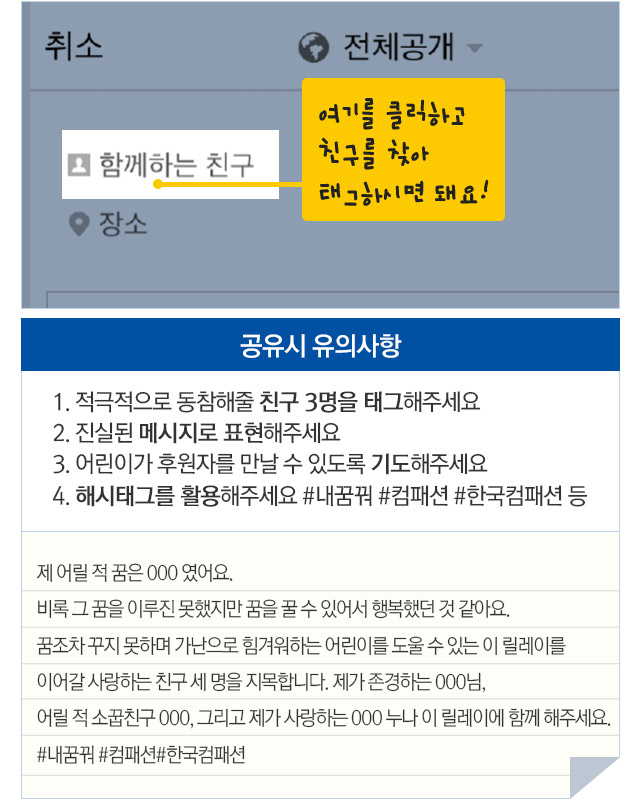 취소
전체공개
여기를 클릭하고
친구를 찾아
태그하시면 돼요!
함께하는 친구
장소
공유시 유의사항
1. 적극적으로 동참해줄 친구 3명을 태그해주세요
2. 진실된 메시지로 표현해주세요
3. 어린이가 후원자를 만날 수 있도록 기도해주세요
4. 해시태그를 활용해주세요 #내꿈꿔 #컴패션 #한국컴패션 등
제 어릴 적 꿈은 000 였어요.
비록 그 꿈을 이루진 못했지만 꿈을 꿀 수 있어서 행복했던 것 같아요.
꿈조차 꾸지 못하며 가난으로 힘겨워하는 어린이를 도울 수 있는 이 릴레이를
이어갈 사랑하는 친구 세 명을 지목합니다. 제가 존경하는 000님,
어릴 적 소꿉친구 000, 그리고 제가 사랑하는 000 누나 이 릴레이에 함께 해주세요.
#내꿈꿔 #컴패션#한국컴패션